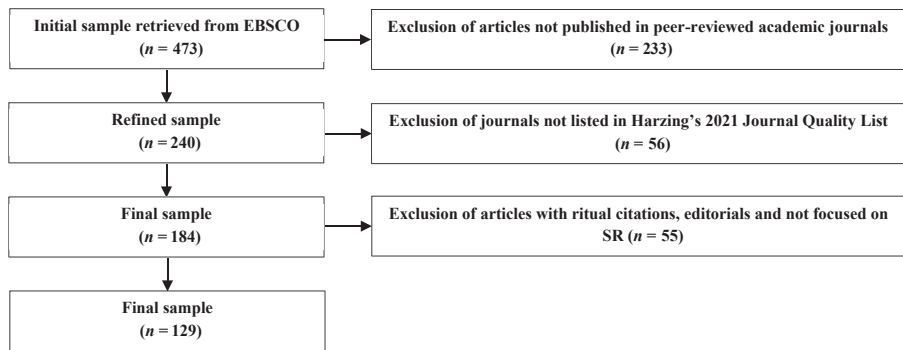 Initial sample retrieved from EBSCO
(n = 473)
Exclusion of articles not published in peer-reviewed academic journals
(n = 233)
Refined sample
(n = 240)
Exclusion of journals not listed in Harzing's 2021 Journal Quality List
(n = 56)
Final sample
(n = 184)
Exclusion of articles with ritual citations, editorials and not focused on
SR (n = 55)
Final sample
(n = 129)